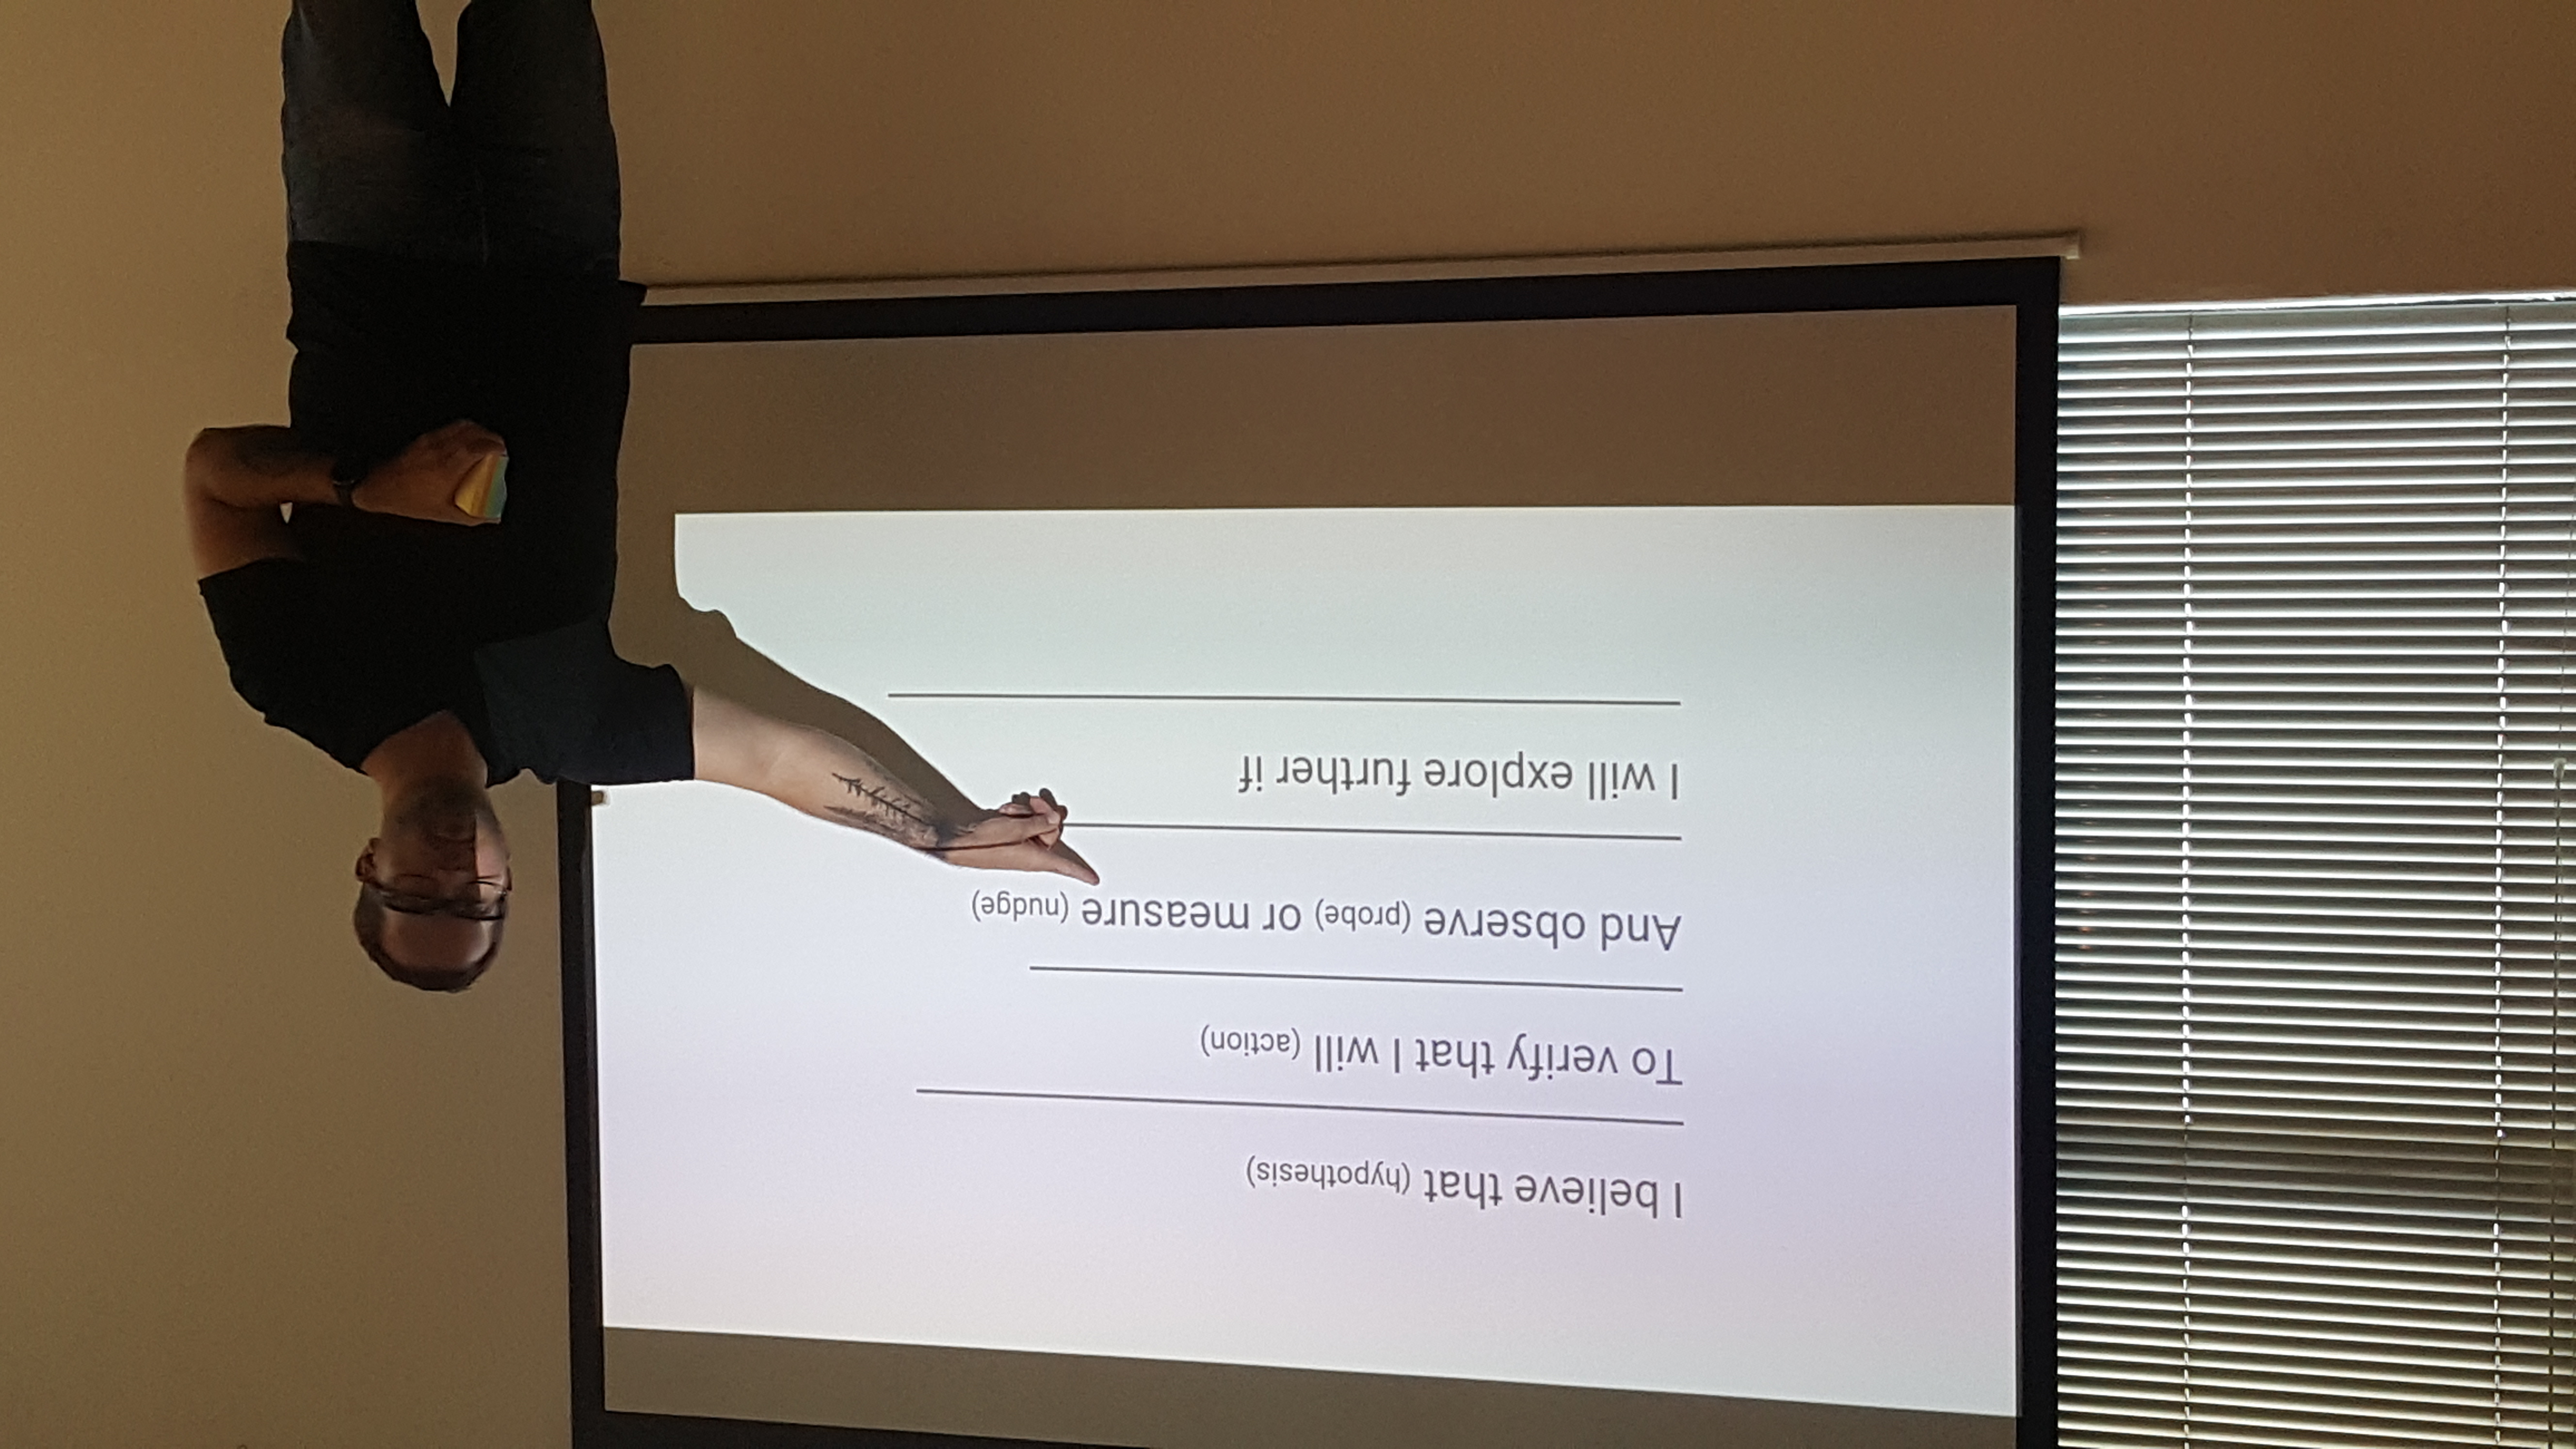 I believe that (hypothesis)
To verify that I will (action)
And observe (probe) or measure (nudge)
I will explore further if